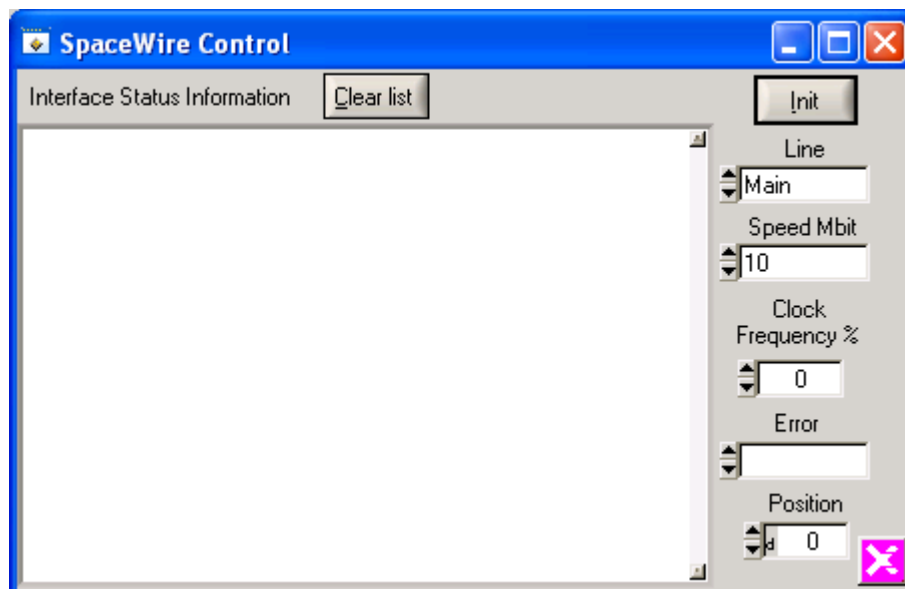 SpaceWire Control
Interface Status Information
Clear list
Init
Line
Main
Speed Mbit
10
Clock
Frequency %
0
Error
Position
d 0